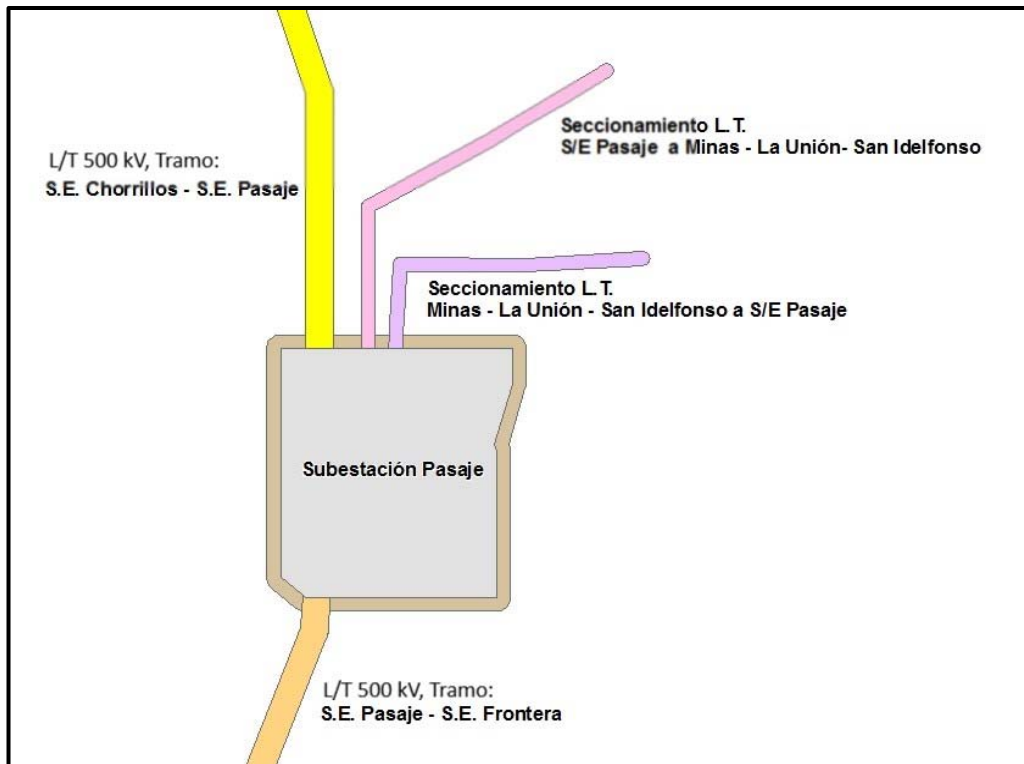 Seccionamiento L.T.
S/E Pasaje a Minas - La Unión- San Idelfonso
L/T 500 kV, Tramo:
S.E. Chorrillos - S.E. Pasaje
Seccionamiento L.T.
Minas - La Unión - San Idelfonso a S/E Pasaje
Subestación Pasaje
L/T 500 kV, Tramo:
S.E. Pasaje - S.E. Frontera